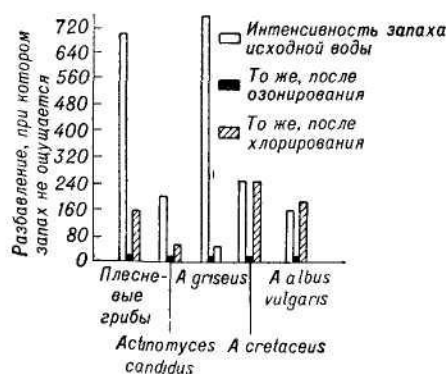 Разбавление, при котором
запах не ощущается
720
640
560
480
400
320
240
160
80
0
Интенсивность запаха
исходной воды
То же, после
озонирования
То же, после
хлорирования
Плесне-
вые
грибы
Actinomyces
candidus
A griseus
A cretaceus
A albus
vulgaris